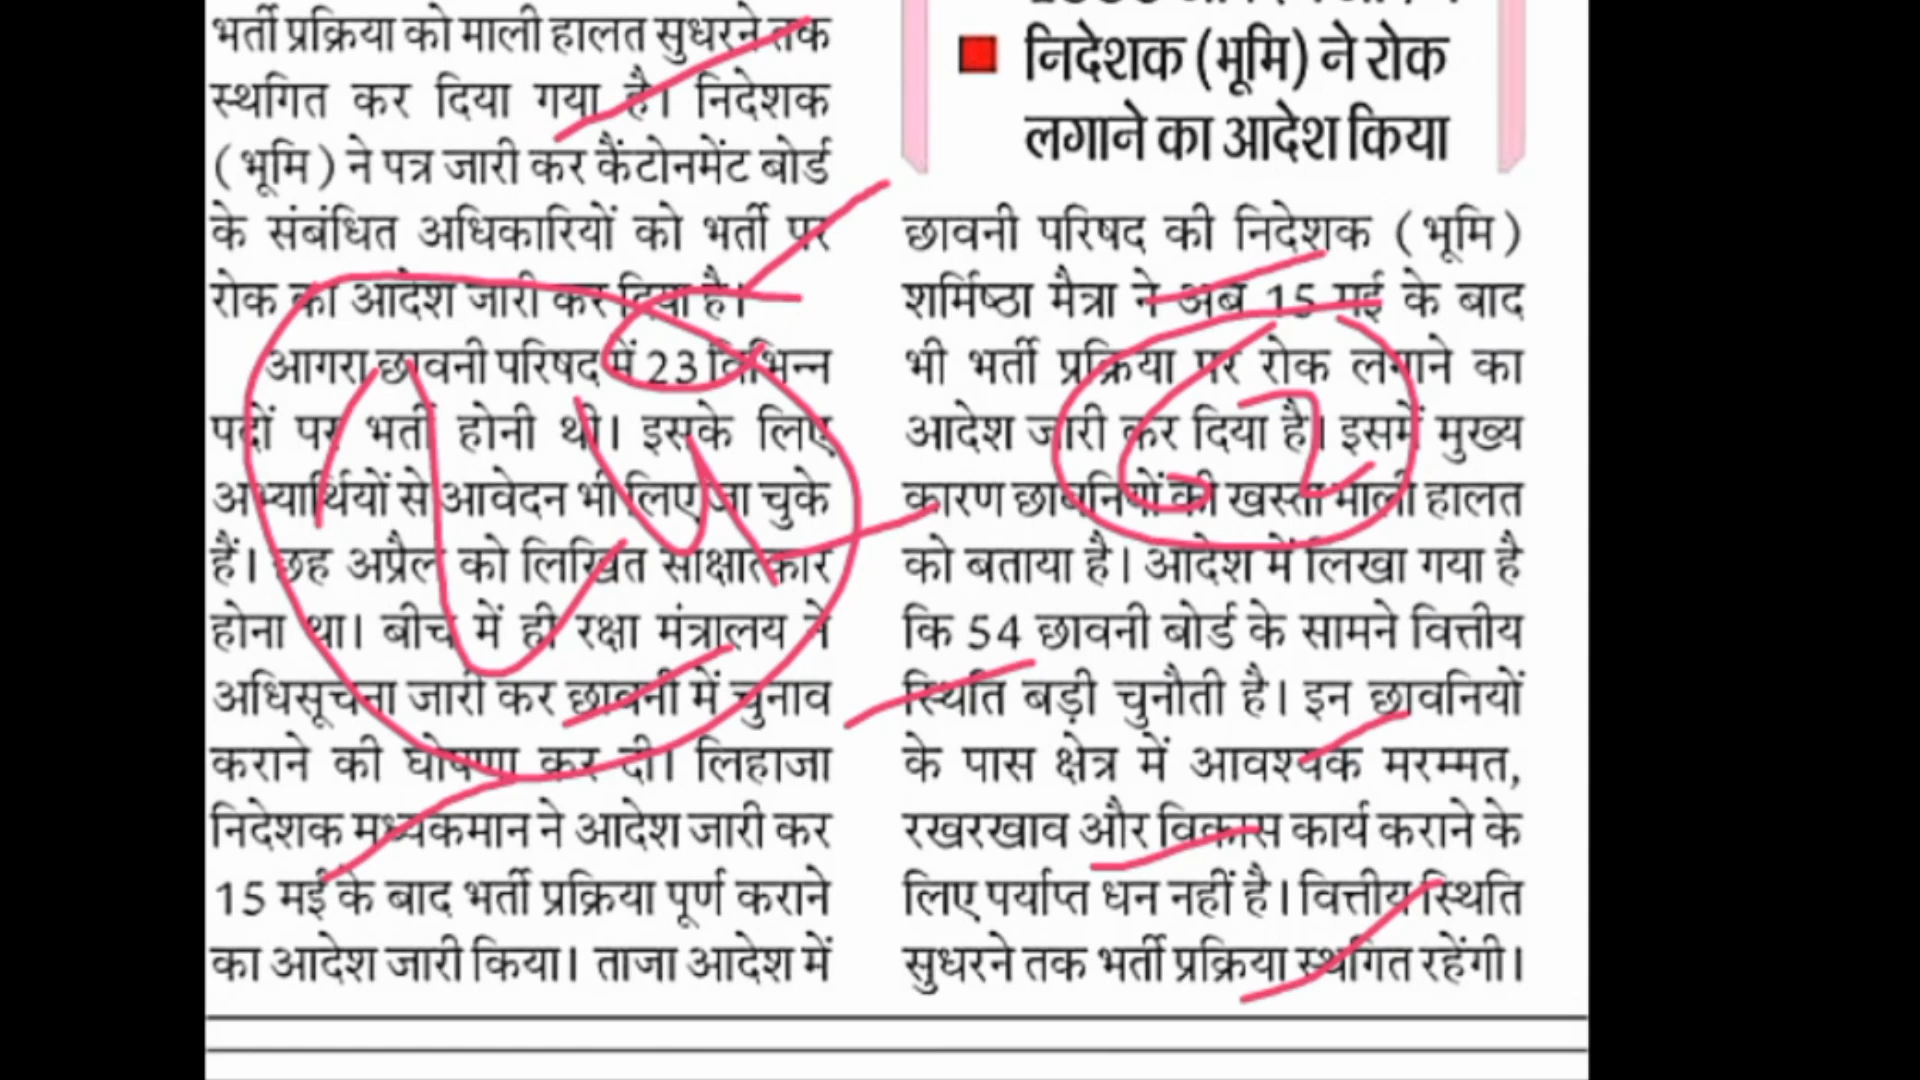 भर्ती प्रक्रिया को माली हालत सुधरने तक
स्थगित कर दिया गया है। निदेशक
(भूमि) ने पत्र जारी कर कैंटोनमेंट बोर्ड
के संबंधित अधिकारियों को भर्ती पर
रोक का आदेश जारी कर दिया है।
आगरा छावनी परिषद में 23 विभिन्न
पदों पर भर्ती होनी थी। इसके लिए
अभ्यार्थियों से आवेदन भी लिए जा चुके
हैं। छह अप्रैल को लिखित साक्षात्कार
होना था। बीच में ही रक्षा मंत्रालय ने
अधिसूचना जारी कर छावनी में चुनाव
कराने की घोषणा कर दी। लिहाजा
निदेशक मध्यकमान ने आदेश जारी कर
15 मई के बाद भर्ती प्रक्रिया पूर्ण कराने
का आदेश जारी किया। ताजा आदेश में
निदेशक (भूमि) ने रोक
लगाने का आदेश किया
छावनी परिषद की निदेशक (भूमि)
शर्मिष्ठा मैत्रा ने अब 15 मई के बाद
भी भर्ती प्रक्रिया पर रोक लगाने का
आदेश जारी कर दिया है। इसमें मुख्य
कारण छावनियों की खस्ता माली हालत
को बताया है। आदेश में लिखा गया है
कि 54 छावनी बोर्ड के सामने वित्तीय
स्थिति बड़ी चुनौती है। इन छावनियों
के पास क्षेत्र में आवश्यक मरम्मत,
रखरखाव और विकास कार्य कराने के
लिए पर्याप्त धन नहीं है। वित्तीय स्थिति
सुधरने तक भर्ती प्रक्रिया स्थगित रहेंगी।